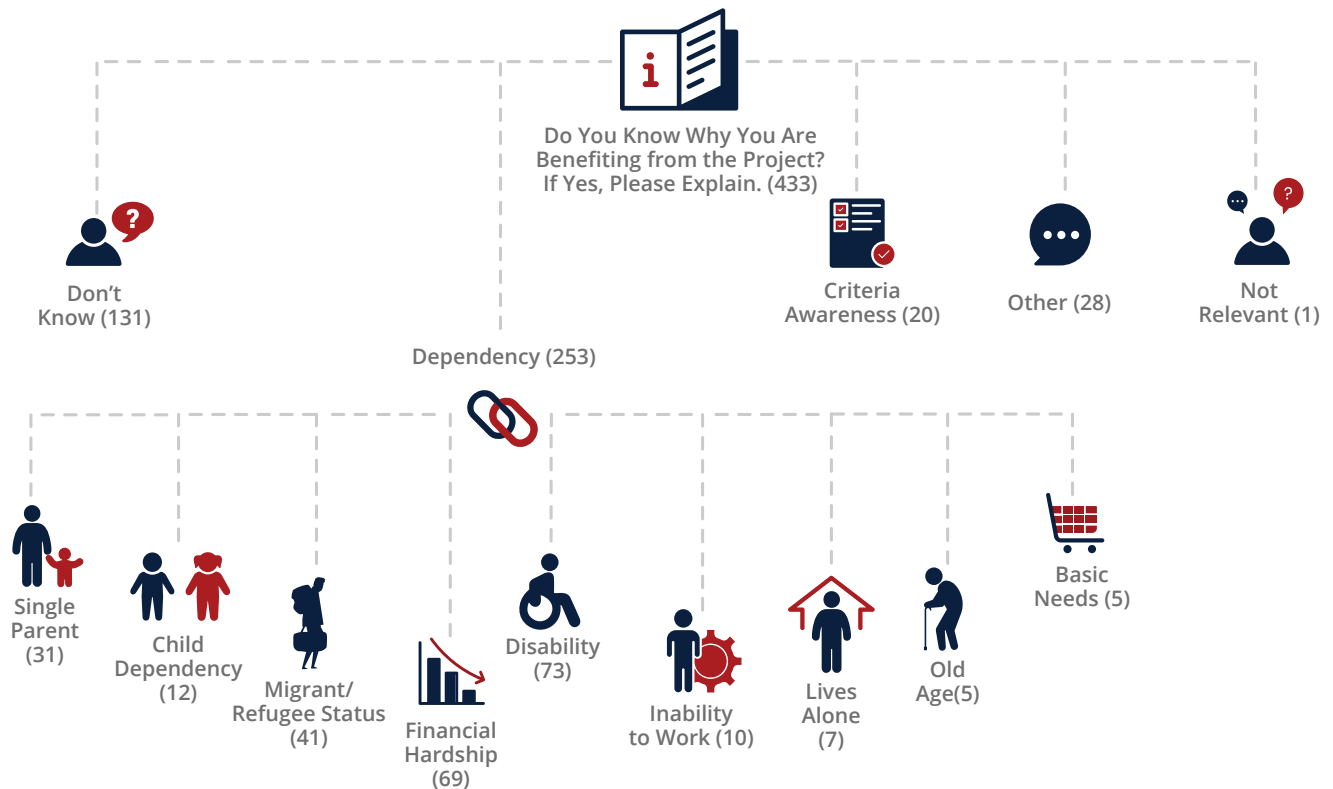 i
Do You Know Why You Are
Benefiting from the Project?
If Yes, Please Explain. (433)
?
Don't
Know (131)
Dependency (253)
Criteria
Awareness (20)
Other (28)
?
Not
Relevant (1)
Single
Parent
(31)
Child
Dependency
(12)
Migrant/
Refugee Status
(41)
Financial
Hardship
(69)
Disability
(73)
Inability
to Work (10)
Lives
Alone
(7)
Old
Age(5)
Basic
Needs (5)